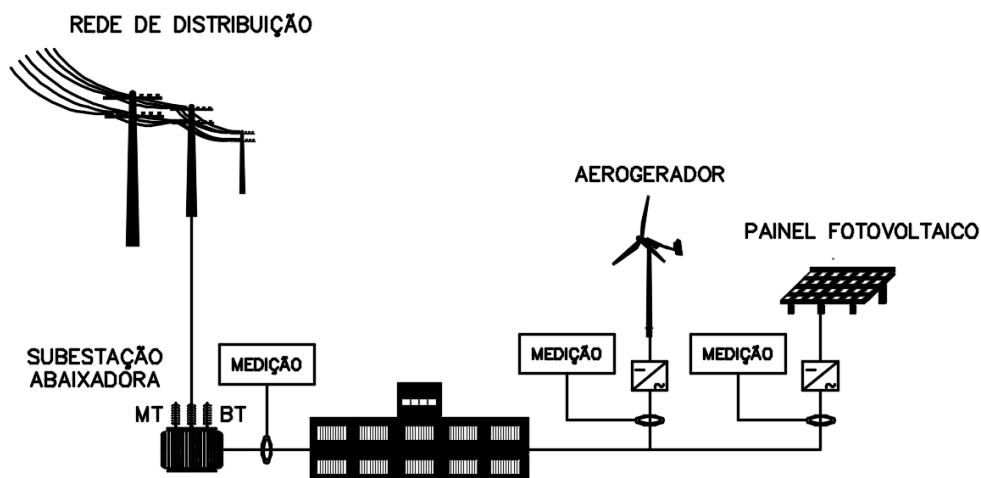 REDE DE DISTRIBUIÇÃO
AEROGERADOR
PAINEL FOTOVOLTAICO
SUBESTAÇÃO
ABAIXADORA
MEDIÇÃO
MEDIÇÃO
MEDIÇÃO
MT
BT